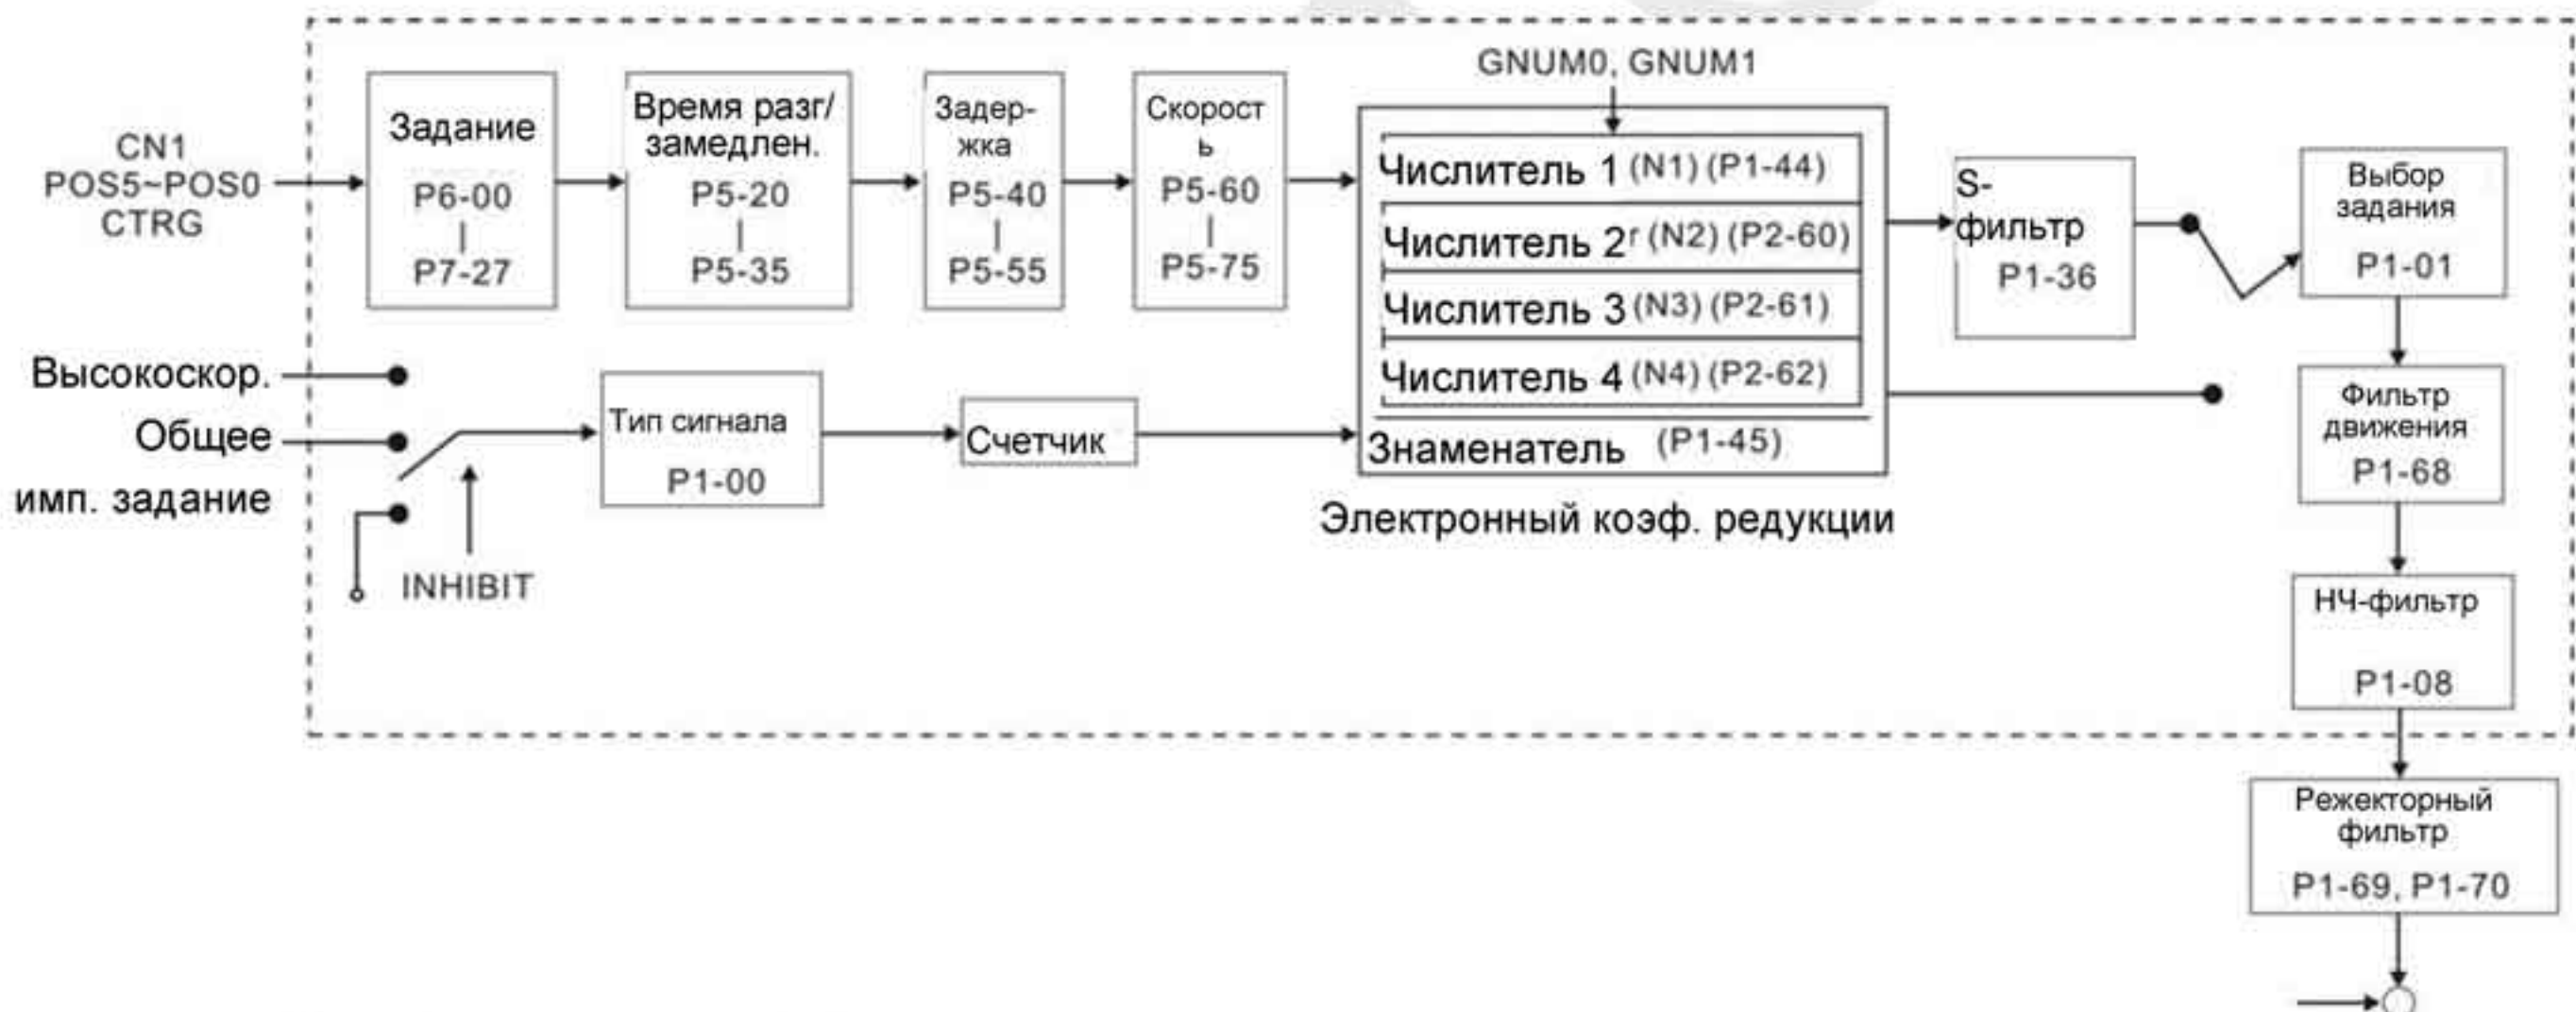 GNUM0, GNUM1
CN1
POS5~POS0
CTRG
Задание
P6-00
P7-27
Время разг/
замедлен.
P5-20
P5-35
Задер-
жка
P5-40
P5-55
Скорост
ь
P5-60
P5-75
Числитель 1 (N1) (P1-44)
Числитель 2r (N2) (P2-60)
Числитель 3 (N3) (P2-61)
Числитель 4 (N4) (P2-62)
Знаменатель (P1-45)
Электронный коэф. редукции
S-
фильтр
P1-36
Выбор
задания
P1-01
Высокоскор.
Общее
имп. задание
INHIBIT
Тип сигнала
P1-00
Счетчик
Фильтр
движения
P1-68
НЧ-фильтр
P1-08
Режекторный
фильтр
P1-69, P1-70